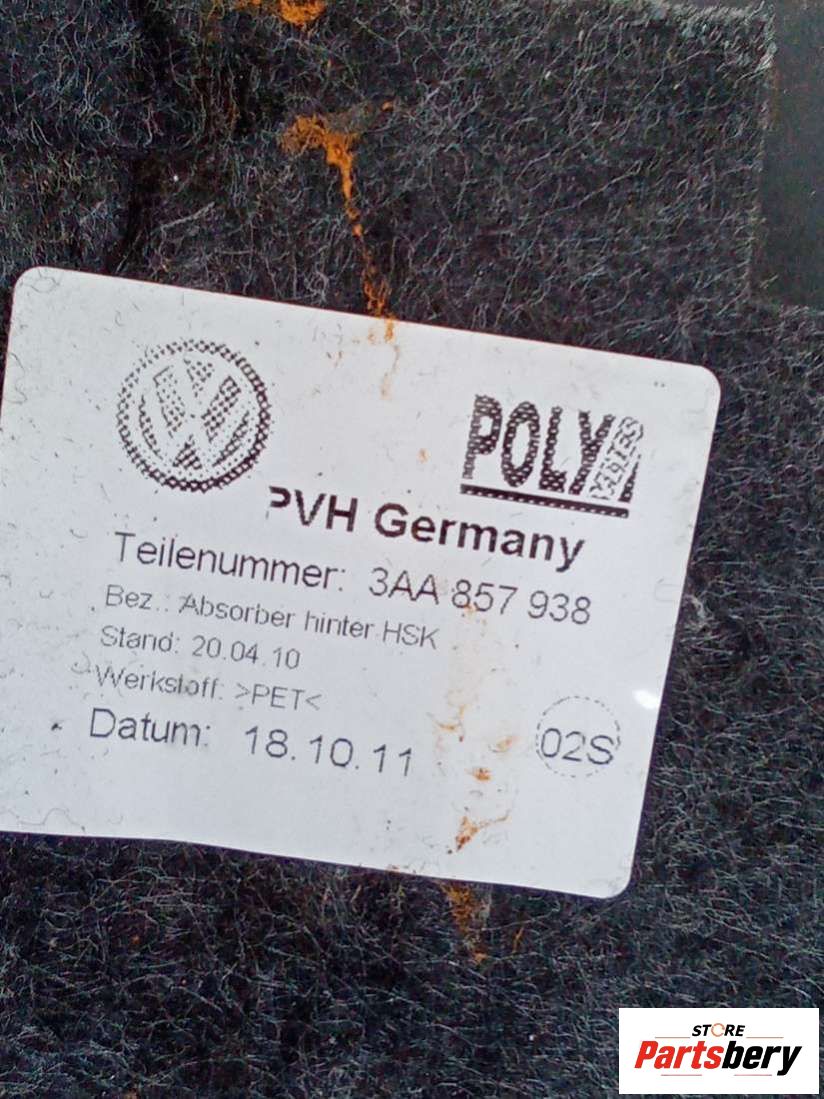 POLY
PVH Germany
Teilenummer: 3AA 857 938
Bez.: Absorber hinter HSK
Stand: 20.04.10
Werkstoff: >PET<
Datum: 18.10.11
02S
STORE
Partsbery